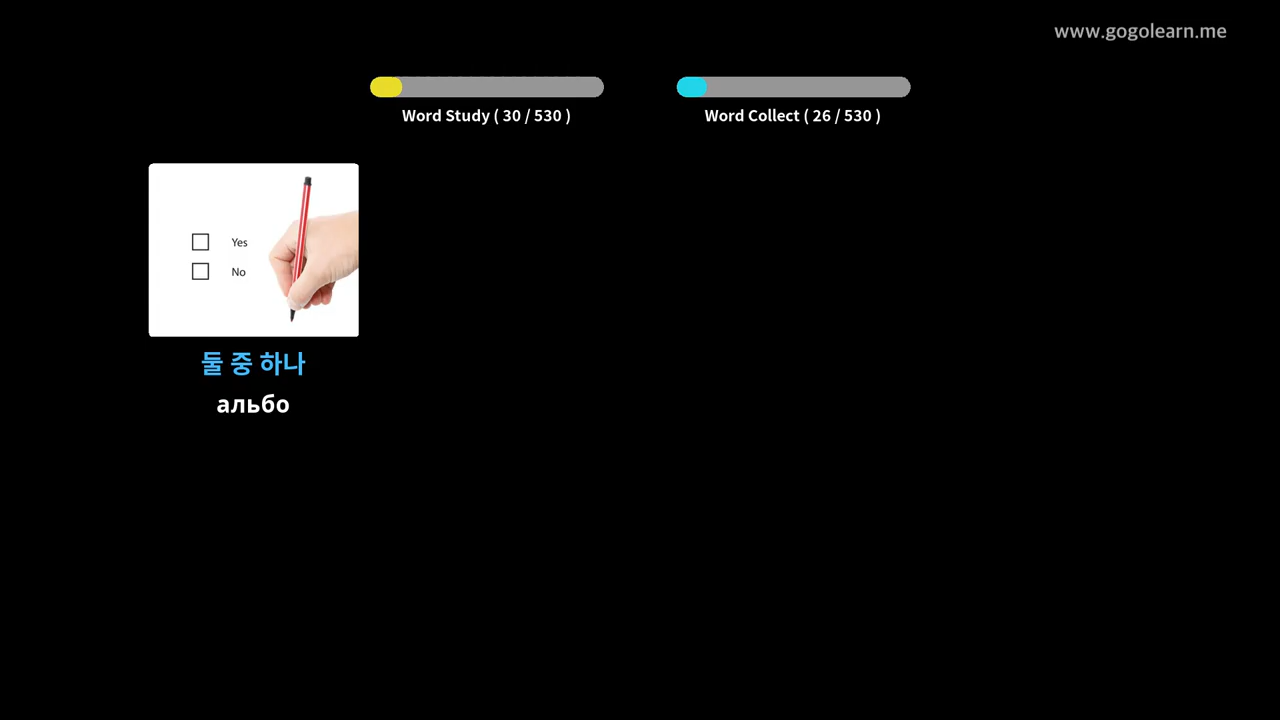 www.gogolearn.me
Word Study ( 30 / 530 )
Word Collect ( 26 / 530 )
Yes
No
둘 중 하나
альбо